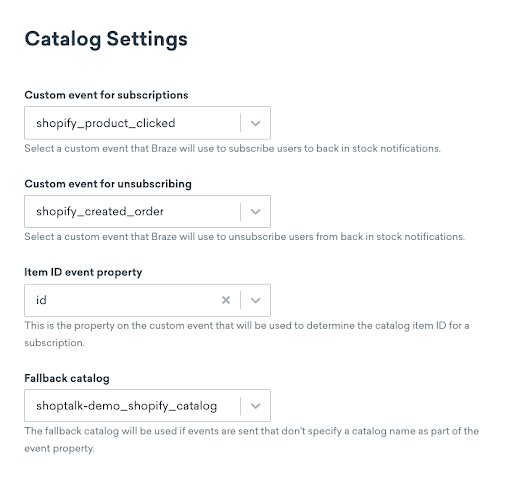 Catalog Settings
Custom event for subscriptions
shopify_product_clicked
Select a custom event that Braze will use to subscribe users to back in stock notifications.
Custom event for unsubscribing
shopify_created_order
Select a custom event that Braze will use to unsubscribe users from back in stock notifications.
Item ID event property
id
This is the property on the custom event that will be used to determine the catalog item ID for a
subscription.
Fallback catalog
shoptalk-demo_shopify_catalog
The fallback catalog will be used if events are sent that don't specify a catalog name as part of the
event property.